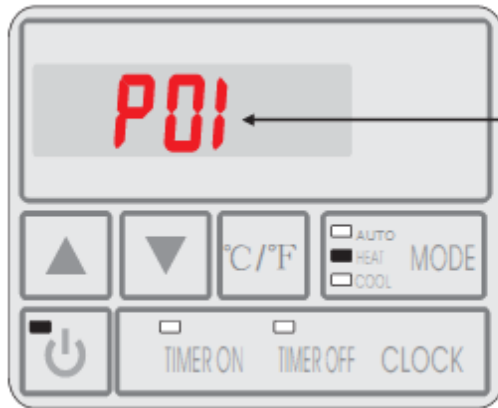 P01
°C/°F
AUTO
HEAT
COOL
MODE
TIMER ON TIMER OFF CLOCK